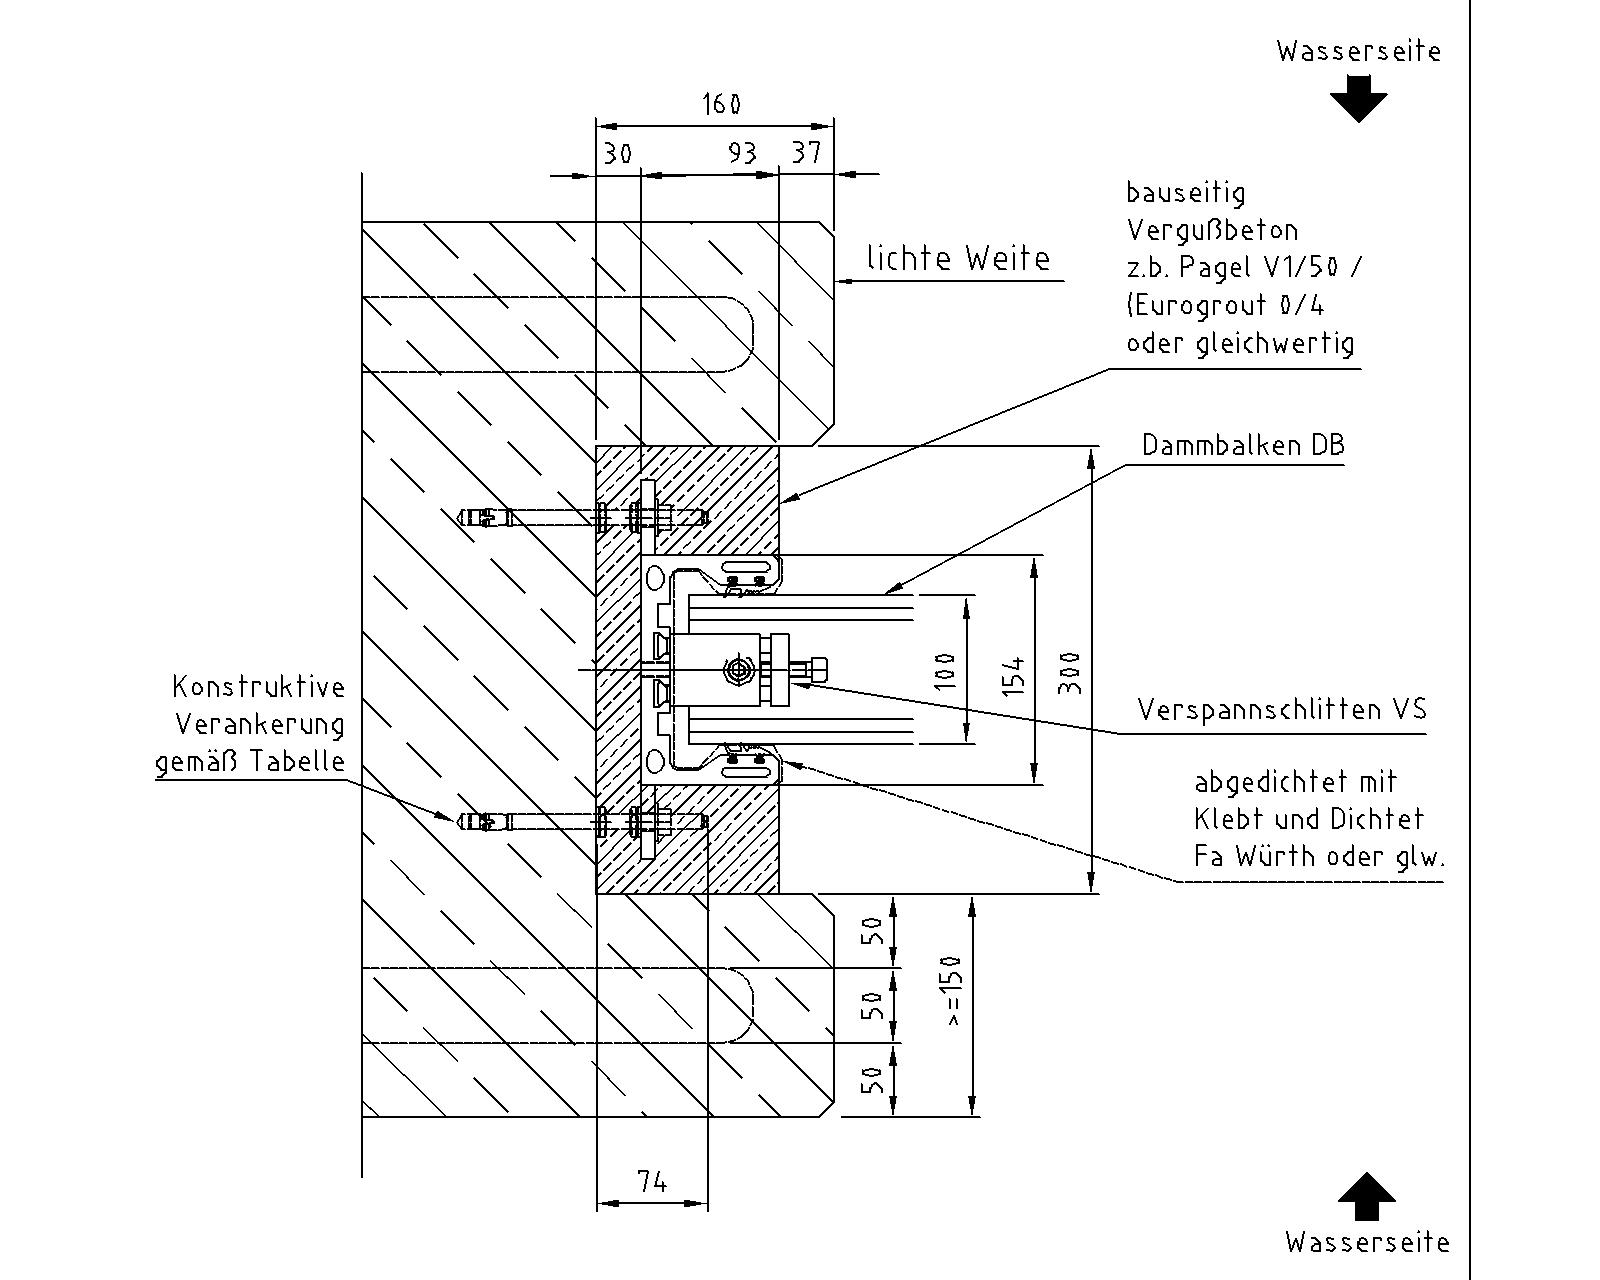 Wasserseite
160
30
93
37
bauseitig
Vergußbeton
z.b. Pagel V1/50 /
(Eurogrout 0/4
oder gleichwertig
lichte Weite
Dammbalken DB
100
154
300
Konstruktive
Verankerung
gemäß Tabelle
Verspannschlitten VS
abgedichtet mit
Klebt und Dichtet
Fa Würth oder glw.
50
50
50
>=150
74
Wasserseite